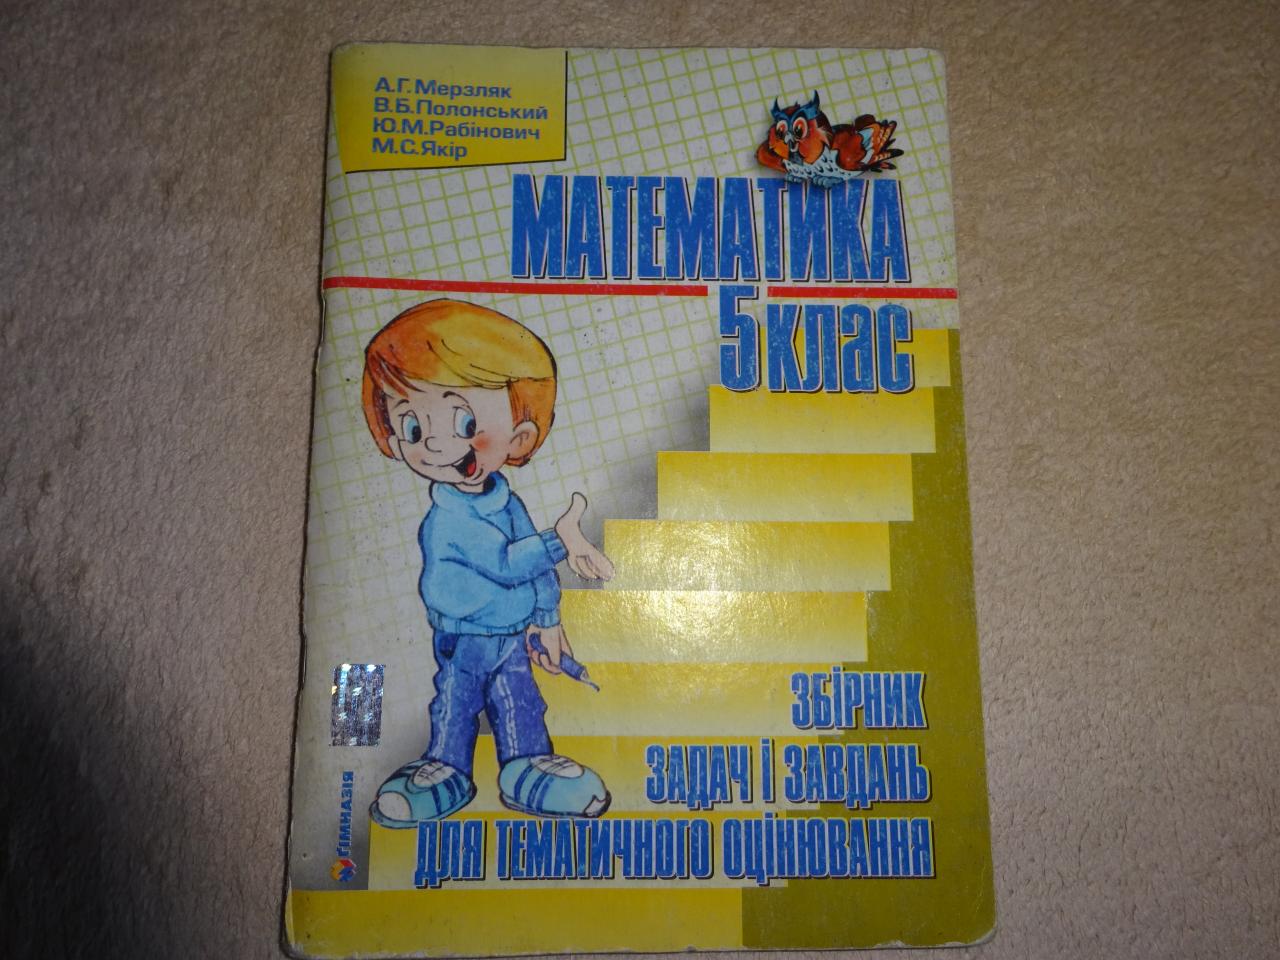 А.Г.Мерзляк
В.Б.Полонський
Ю.М.Рабінович
М.С.Якір
МАТЕМАТИКА
5 клас
ЗБІРНИК
ЗАДАЧ І ЗАВДАНЬ
ДЛЯ ТЕМАТИЧНОГО ОЦІНЮВАННЯ
ГІМНАЗІЯ